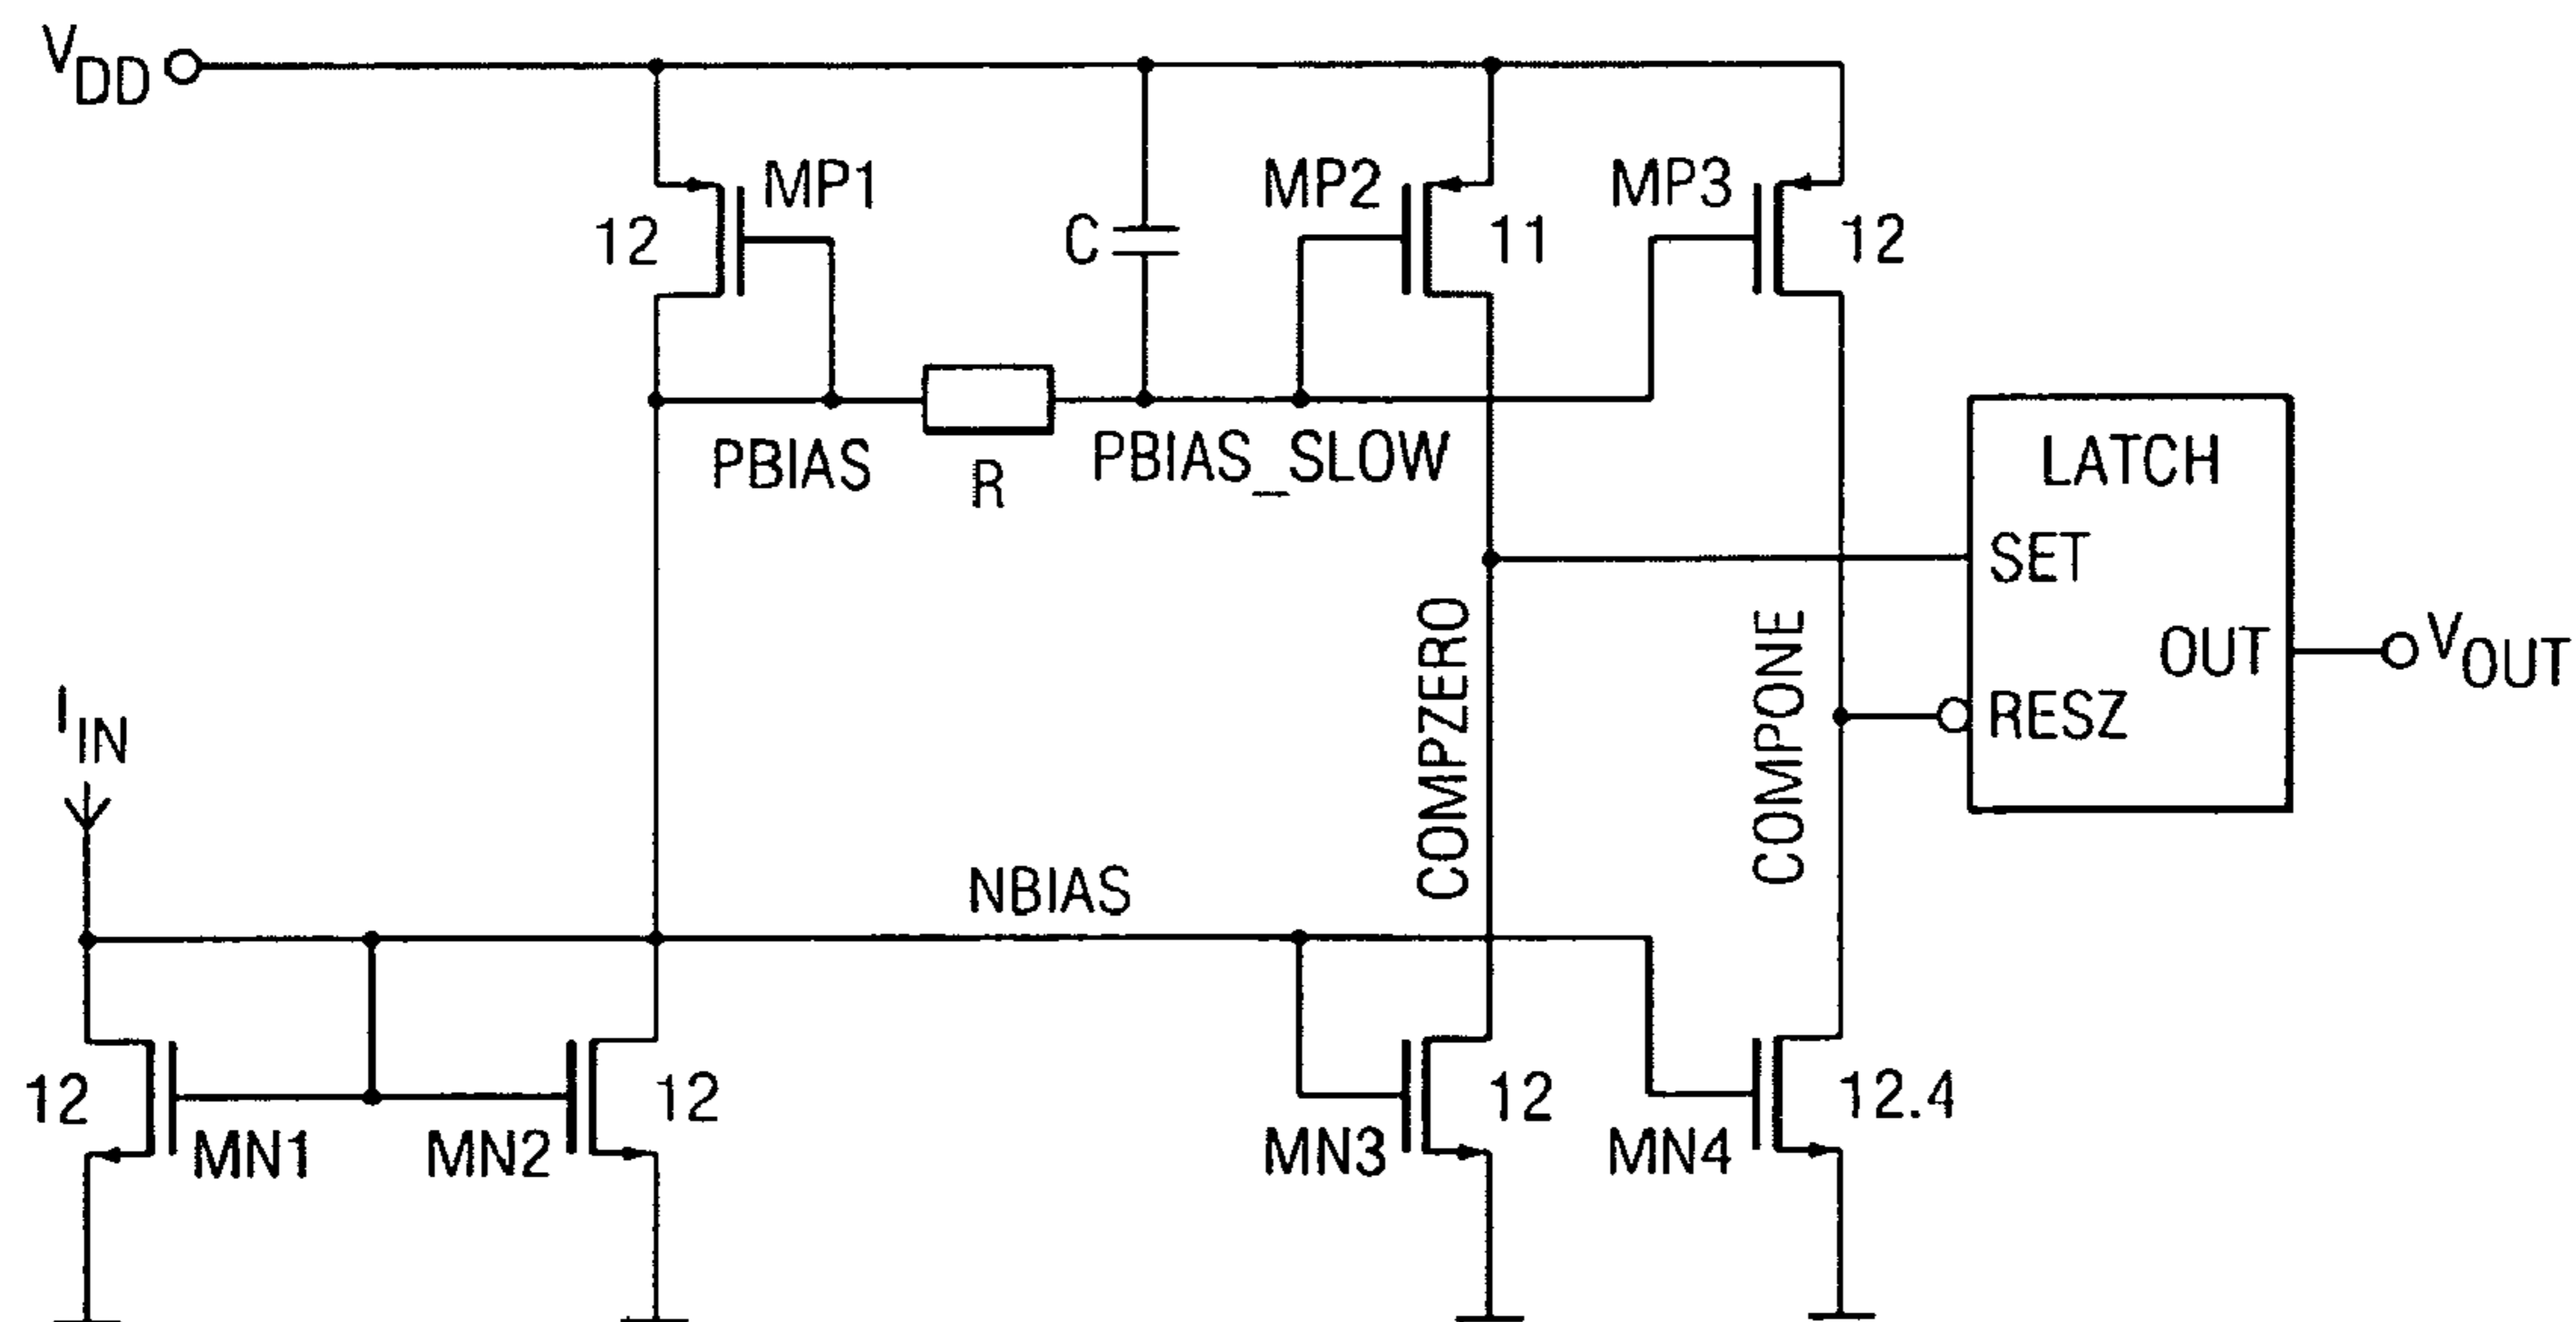 VDD
MP1
12
C
MP2
11
MP3
12
PBIAS
R
PBIAS_SLOW
LATCH
SET
OUT
RESZ
VOUT
COMPZERO
COMPONE
IIN
NBIAS
12
MN1
MN2
12
MN3
12
MN4
12.4